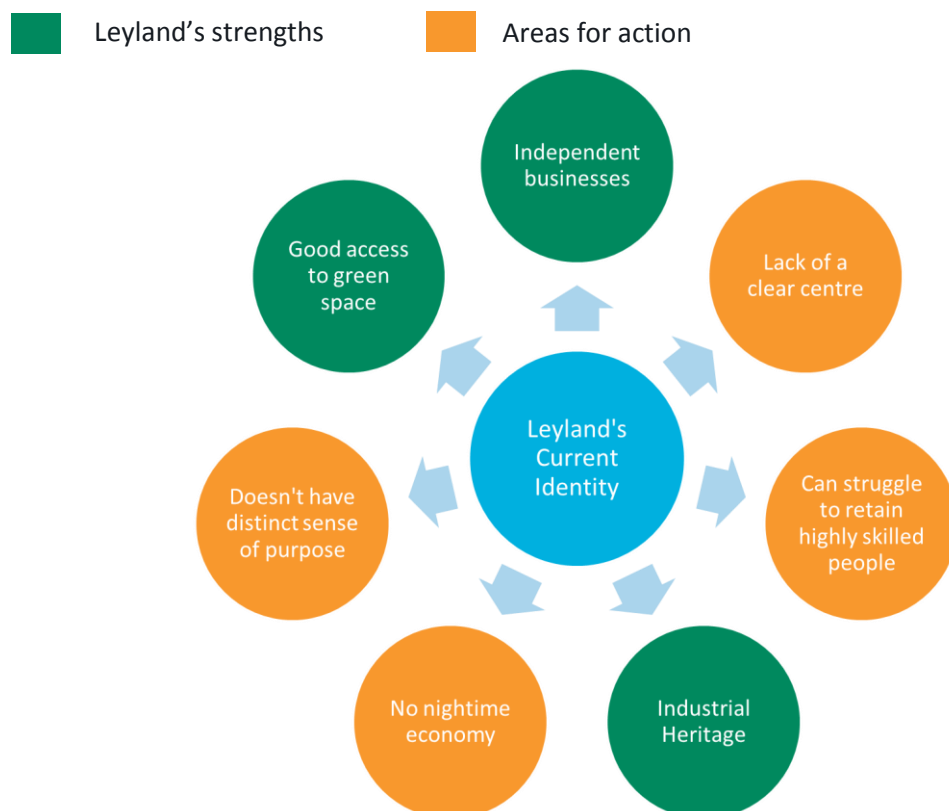 Leyland’s strengths
Areas for action
Independent
businesses
Lack of a
clear centre
Can struggle
to retain
highly skilled
people
Industrial
Heritage
No nightime
economy
Doesn't have
distinct sense
of purpose
Good access
to green
space
Leyland's
Current
Identity